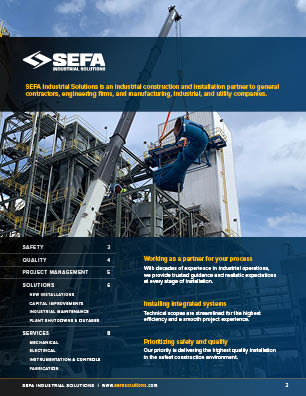 SEFA
INDUSTRIAL SOLUTIONS
SEFA Industrial Solutions is an industrial construction and installation partner to general
contractors, engineering firms, and manufacturing, industrial, and utility companies.
SAFETY 3
QUALITY 4
PROJECT MANAGEMENT 5
SOLUTIONS 6
NEW INSTALLATIONS
CAPITAL IMPROVEMENTS
INDUSTRIAL MAINTENANCE
PLANT SHUTDOWNS & OUTAGES
SERVICES 8
MECHANICAL
ELECTRICAL
INSTRUMENTATION & CONTROLS
FABRICATION
Working as a partner for your process
With decades of experience in industrial operations,
we provide trusted guidance and realistic expectations
at every stage of installation.
Installing integrated systems
Technical scopes are streamlined for the highest
efficiency and a smooth project experience.
Prioritizing safety and quality
Our priority is delivering the highest quality installation
in the safest construction environment.
SEFA INDUSTRIAL SOLUTIONS | www.sefasolutions.com 2